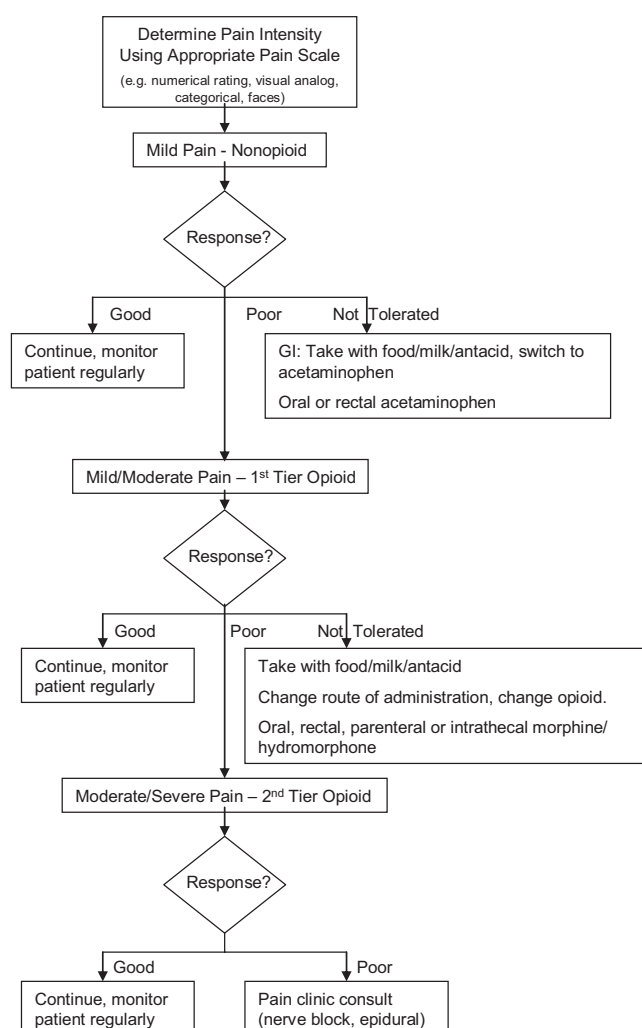 Determine Pain Intensity
Using Appropriate Pain Scale
(e.g. numerical rating, visual analog,
categorical, faces)
Mild Pain - Nonopioid
Response?
Good
Poor
Not Tolerated
Continue, monitor
patient regularly
GI: Take with food/milk/antacid, switch to
acetaminophen
Oral or rectal acetaminophen
Mild/Moderate Pain – 1st Tier Opioid
Response?
Good
Poor
Not Tolerated
Continue, monitor
patient regularly
Take with food/milk/antacid
Change route of administration, change opioid.
Oral, rectal, parenteral or intrathecal morphine/
hydromorphone
Moderate/Severe Pain – 2nd Tier Opioid
Response?
Good
Poor
Continue, monitor
patient regularly
Pain clinic consult
(nerve block, epidural)